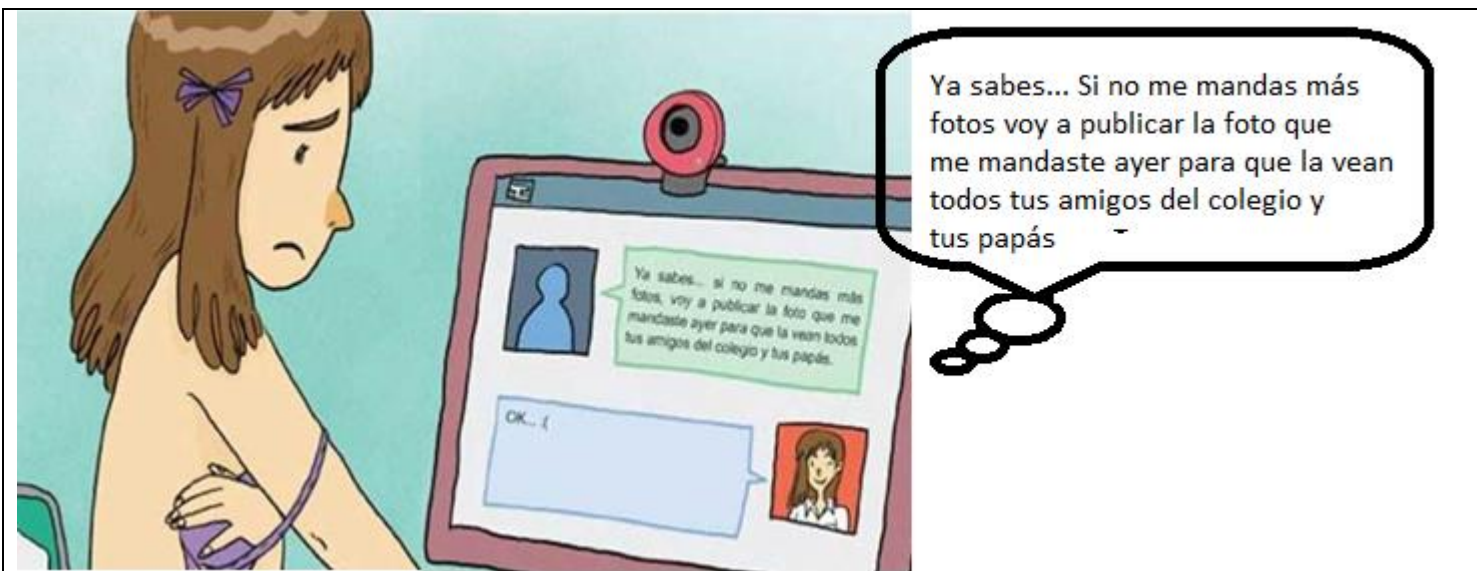 Ya sabes... Si no me mandas más
fotos voy a publicar la foto que
me mandaste ayer para que la vean
todos tus amigos del colegio y
tus papás
Ya sabes... si no me mandas más
fotos, voy a publicar la foto que me
mandaste ayer para que la vean todos
tus amigos del colegio y tus papás.
OK... :(